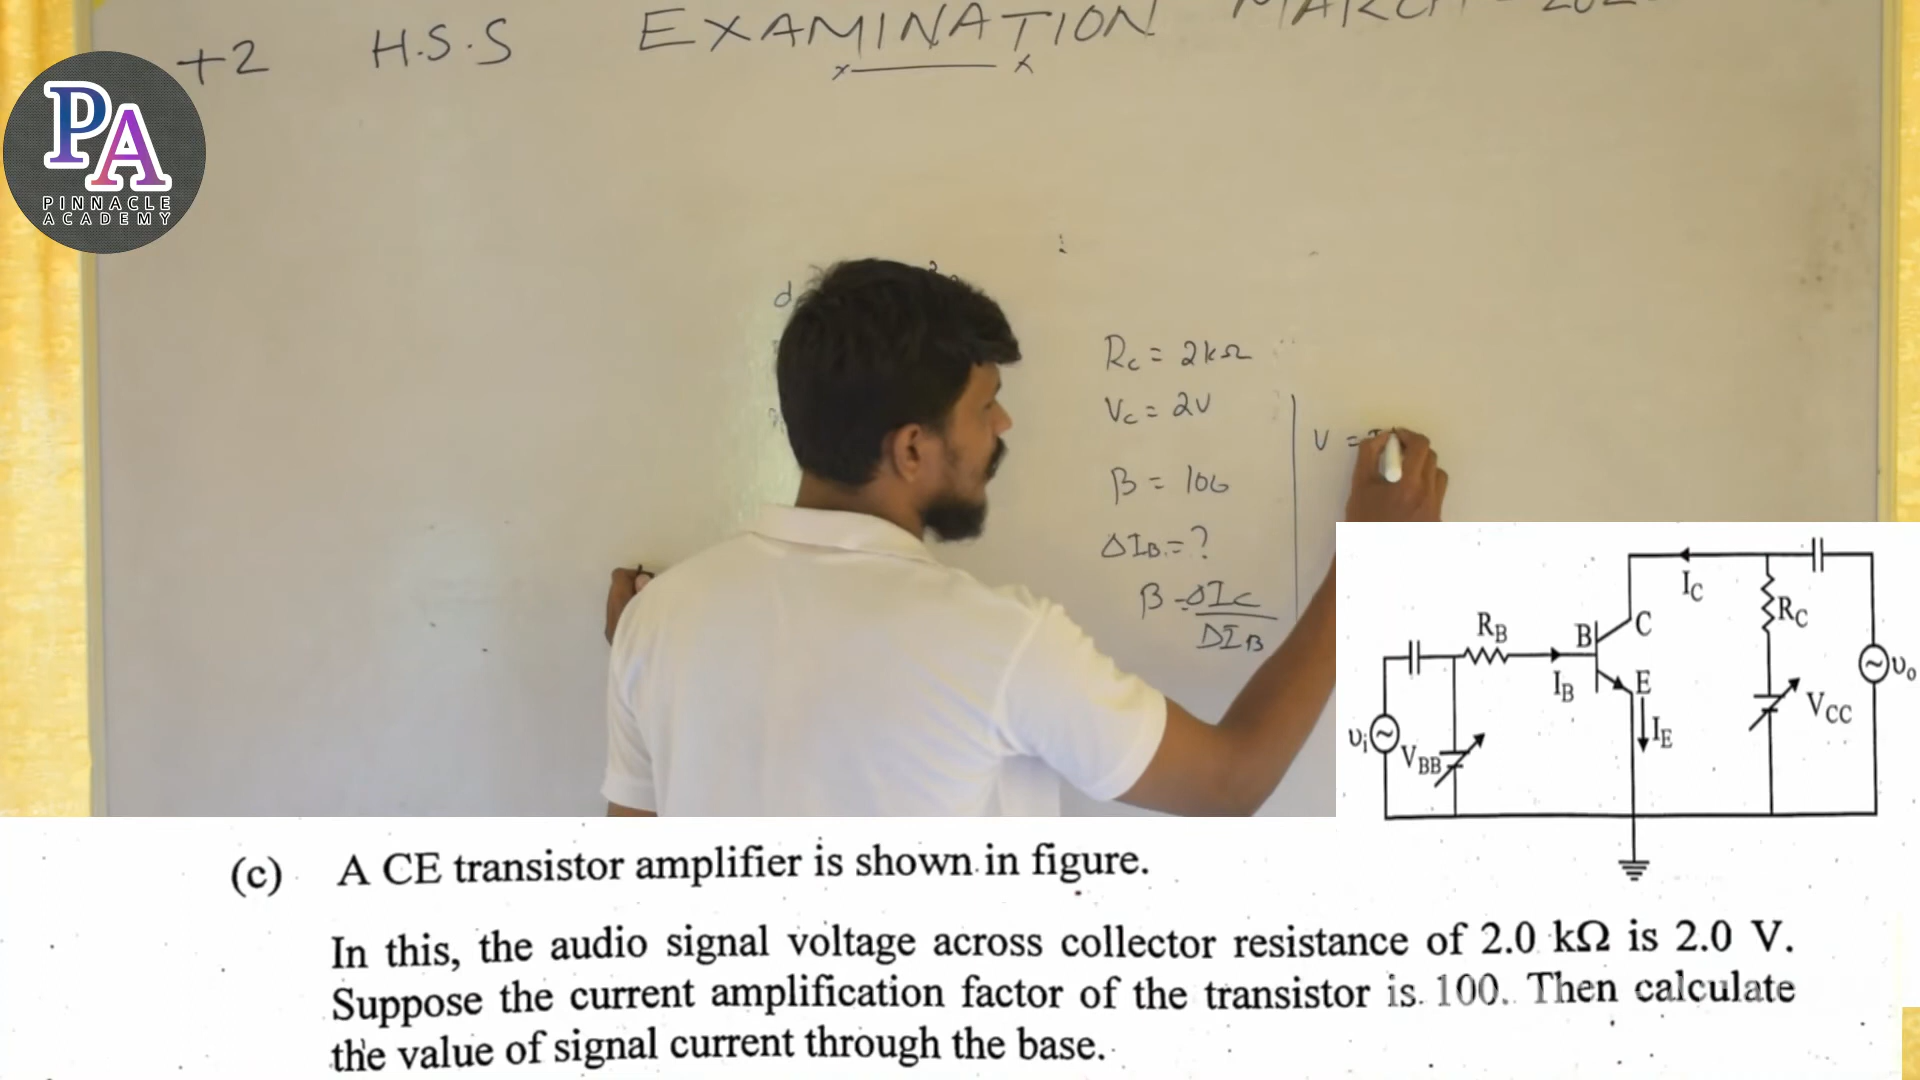 +2 H.S.S EXAMINATION MARCH
PA
PINNACLE
ACADEMY
d
Rc = 2kΩ
Vc = 2V
β = 100
ΔIB = ?
β = ΔIc
ΔIB
V =
IC
RC
RB
B
C
IB
E
IE
VCC
υo
υi
VBB
(c) A CE transistor amplifier is shown in figure.
In this, the audio signal voltage across collector resistance of 2.0 kΩ is 2.0 V.
Suppose the current amplification factor of the transistor is 100. Then calculate
the value of signal current through the base.